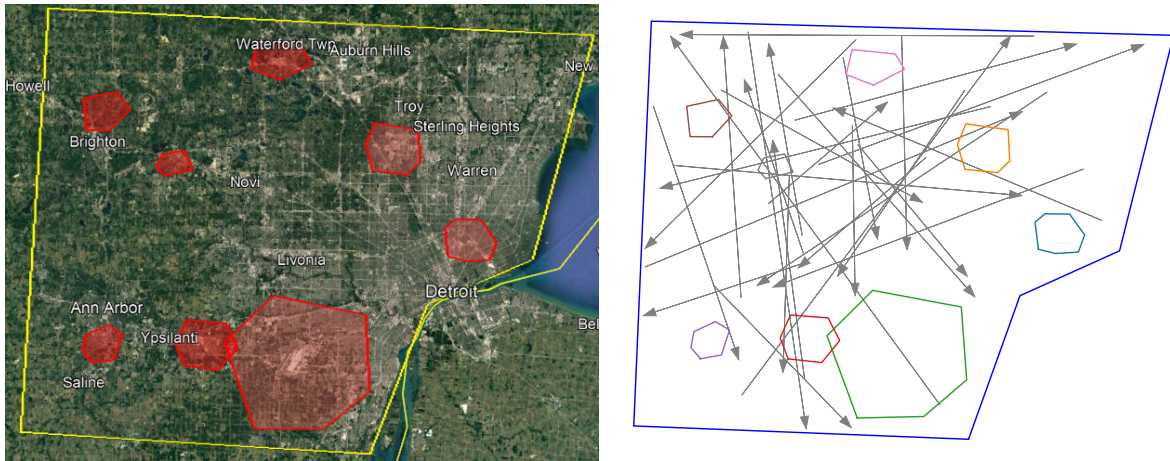 Waterford Twp
Auburn Hills
New
Howell
Troy
Sterling Heights
Brighton
Warren
Novi
Livonia
Detroit
Ann Arbor
Bel
Ypsilanti
Saline